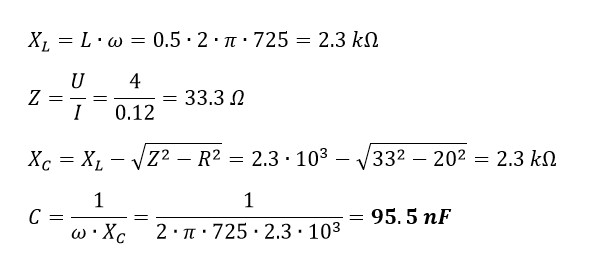 X_L = L · ω = 0.5 · 2 · π · 725 = 2.3 kΩ
Z = U/I = 4/0.12 = 33.3 Ω
X_C = X_L − √(Z² − R²) = 2.3 · 10³ − √(33² − 20²) = 2.3 kΩ
C = 1/(ω · X_C) = 1/(2 · π · 725 · 2.3 · 10³) = 95.5 nF